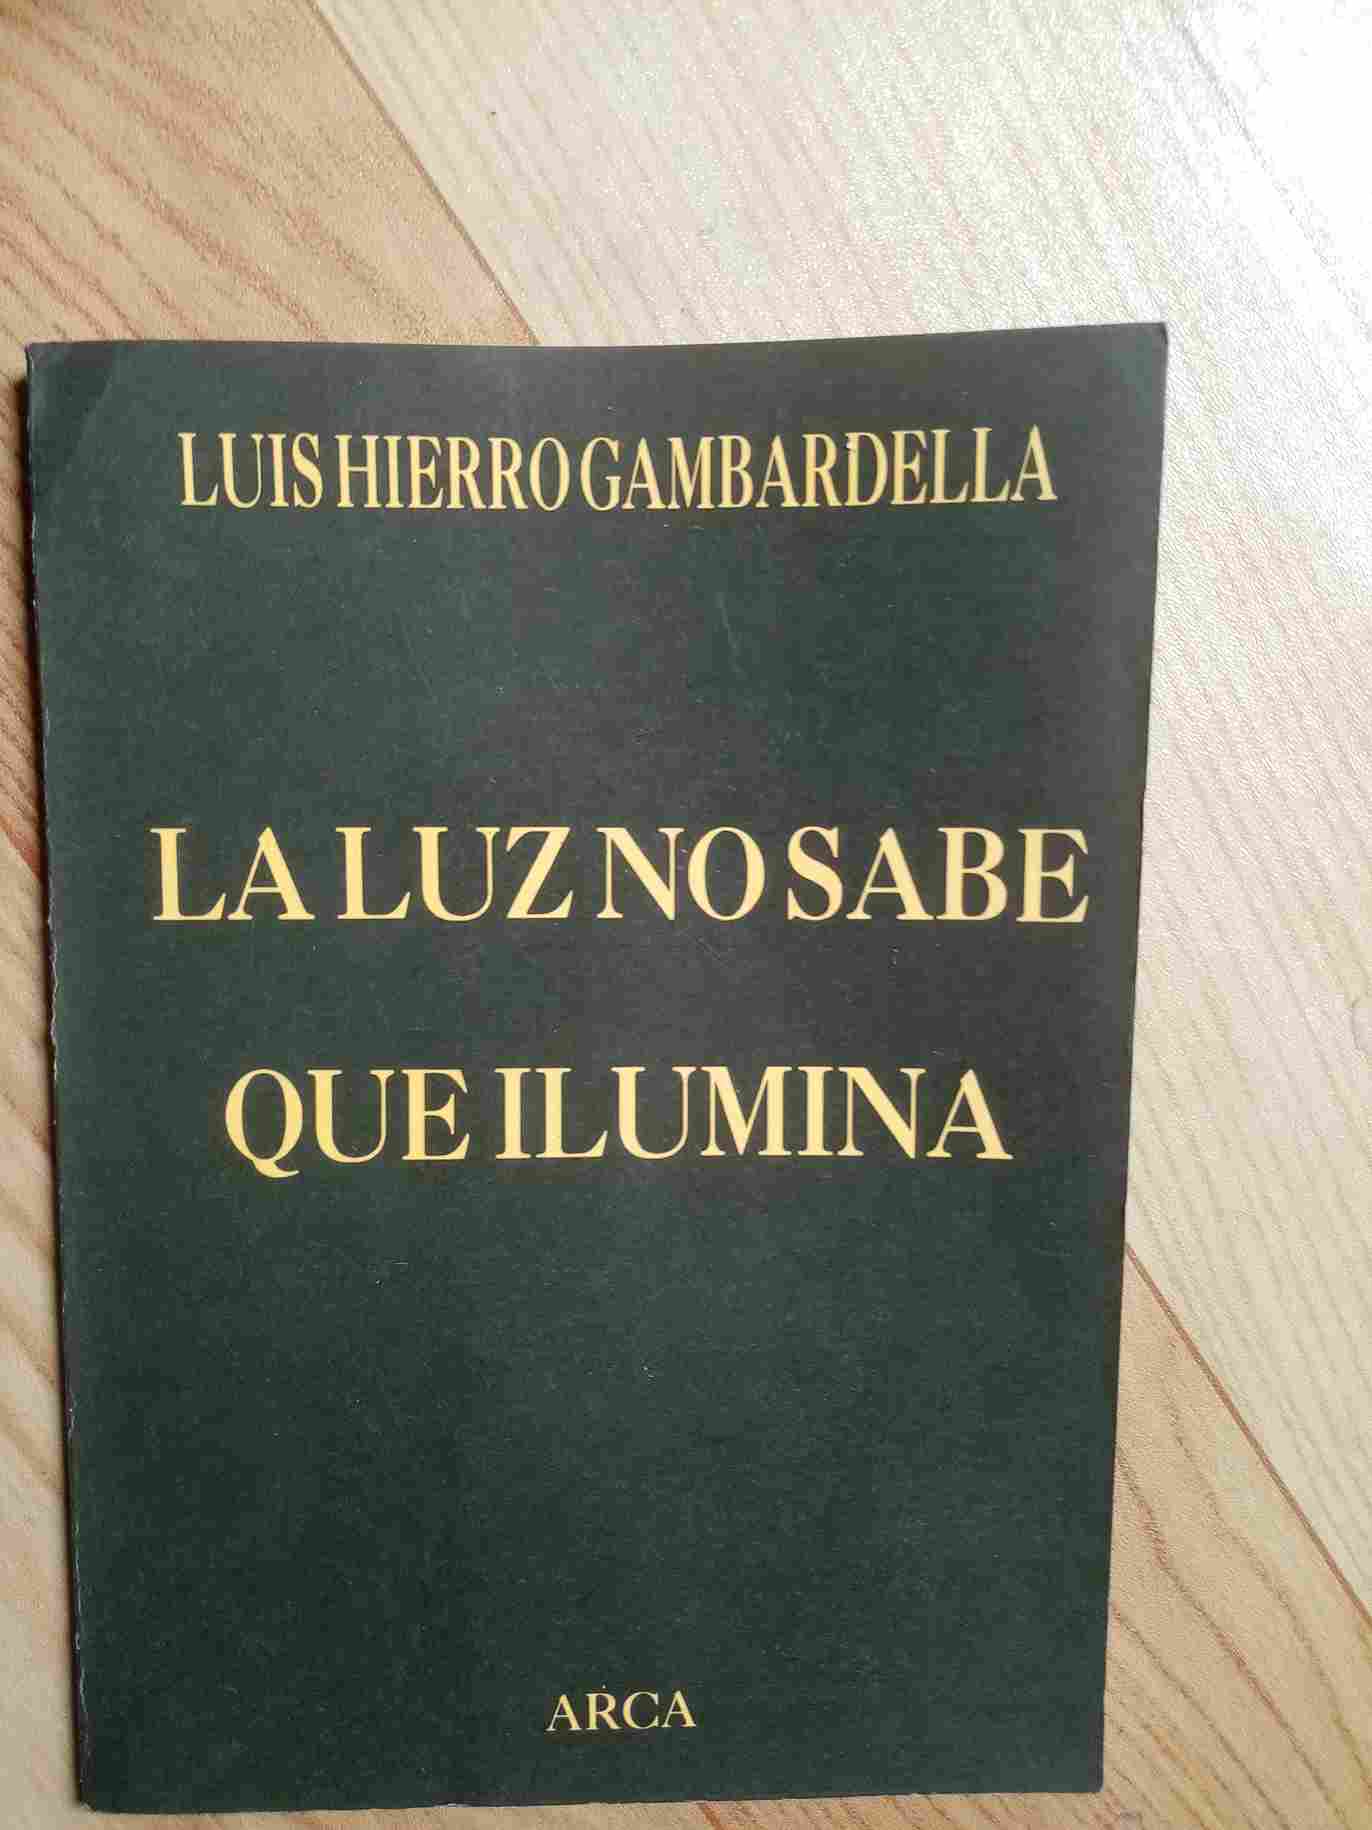 LUIS HIERRO GAMBARDELLA
LA LUZ NO SABE
QUE ILUMINA
ARCA